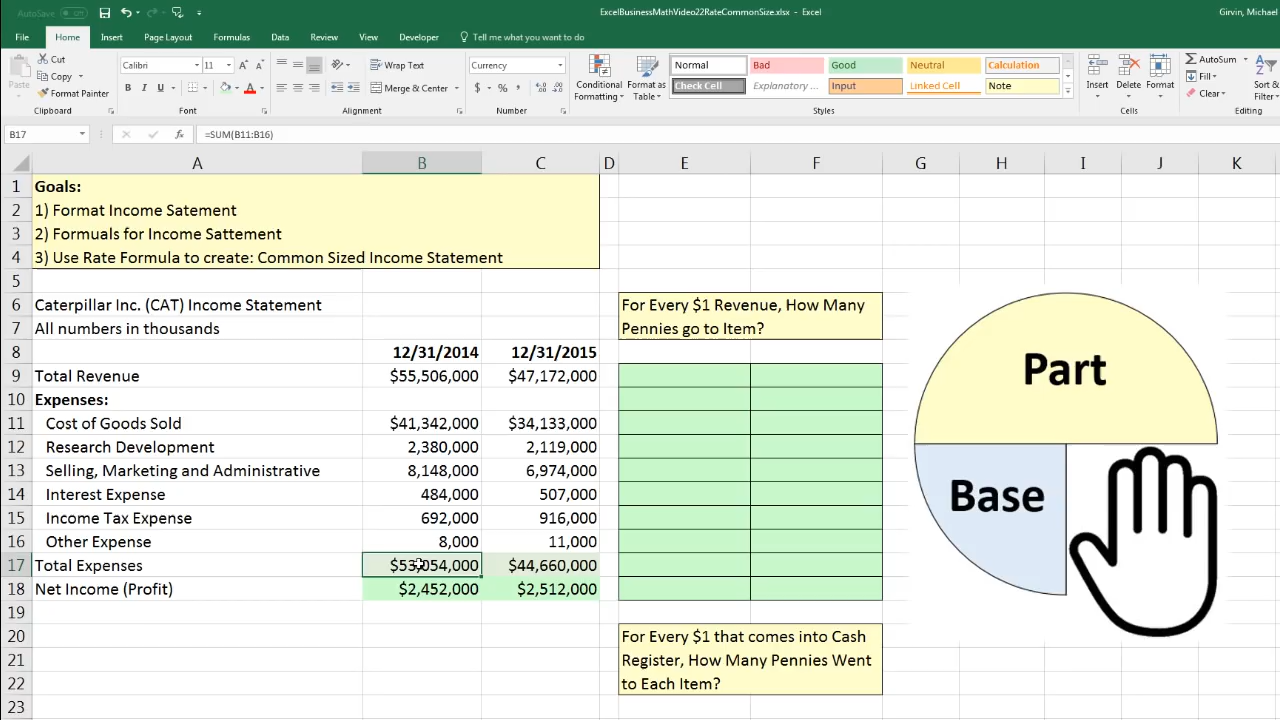 AutoSave Off
ExcelBusinessMathVideo22RateCommonSize.xlsx - Excel
Girvin, Michael
File Home Insert Page Layout Formulas Data Review View Developer Tell me what you want to do
Paste
Cut
Copy
Format Painter
Clipboard
Calibri 11
B I U
Font
Wrap Text
Merge & Center
Alignment
Currency
$ % ,
Number
Conditional Formatting
Format as Table
Normal Bad Good Neutral Calculation
Check Cell Explanatory ... Input Linked Cell Note
Styles
Insert Delete Format
Cells
AutoSum
Fill
Clear
Sort &
Filter
Editing
B17 fx =SUM(B11:B16)
A B C D E F G H I J K
1 Goals:
2 1) Format Income Satement
3 2) Formuals for Income Sattement
4 3) Use Rate Formula to create: Common Sized Income Statement
5
6 Caterpillar Inc. (CAT) Income Statement For Every $1 Revenue, How Many
7 All numbers in thousands Pennies go to Item?
8 12/31/2014 12/31/2015
9 Total Revenue $55,506,000 $47,172,000
10 Expenses:
11 Cost of Goods Sold $41,342,000 $34,133,000
12 Research Development 2,380,000 2,119,000
13 Selling, Marketing and Administrative 8,148,000 6,974,000
14 Interest Expense 484,000 507,000
15 Income Tax Expense 692,000 916,000
16 Other Expense 8,000 11,000
17 Total Expenses $53,054,000 $44,660,000
18 Net Income (Profit) $2,452,000 $2,512,000
19
20 For Every $1 that comes into Cash
21 Register, How Many Pennies Went
22 to Each Item?
23
Part
Base